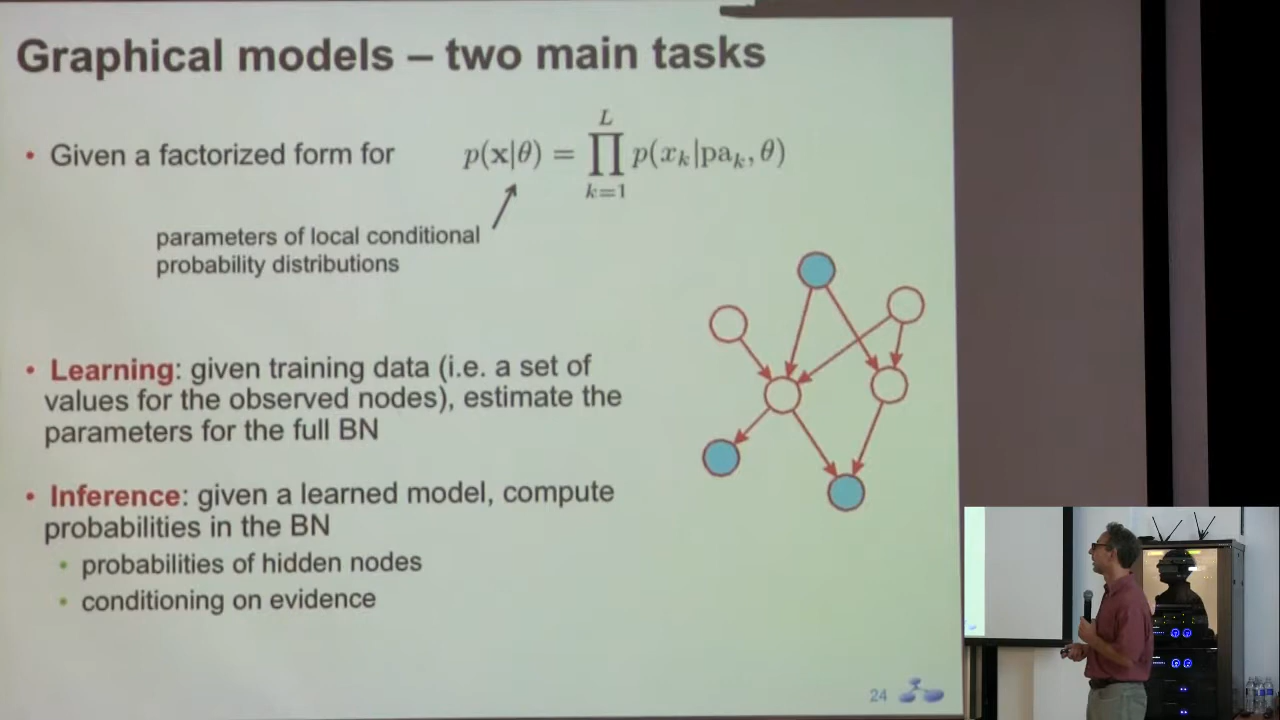 Graphical models – two main tasks
• Given a factorized form for p(x|θ) = ∏_{k=1}^{L} p(x_k|pa_k, θ)
parameters of local conditional
probability distributions
• Learning: given training data (i.e. a set of
values for the observed nodes), estimate the
parameters for the full BN
• Inference: given a learned model, compute
probabilities in the BN
• probabilities of hidden nodes
• conditioning on evidence
24